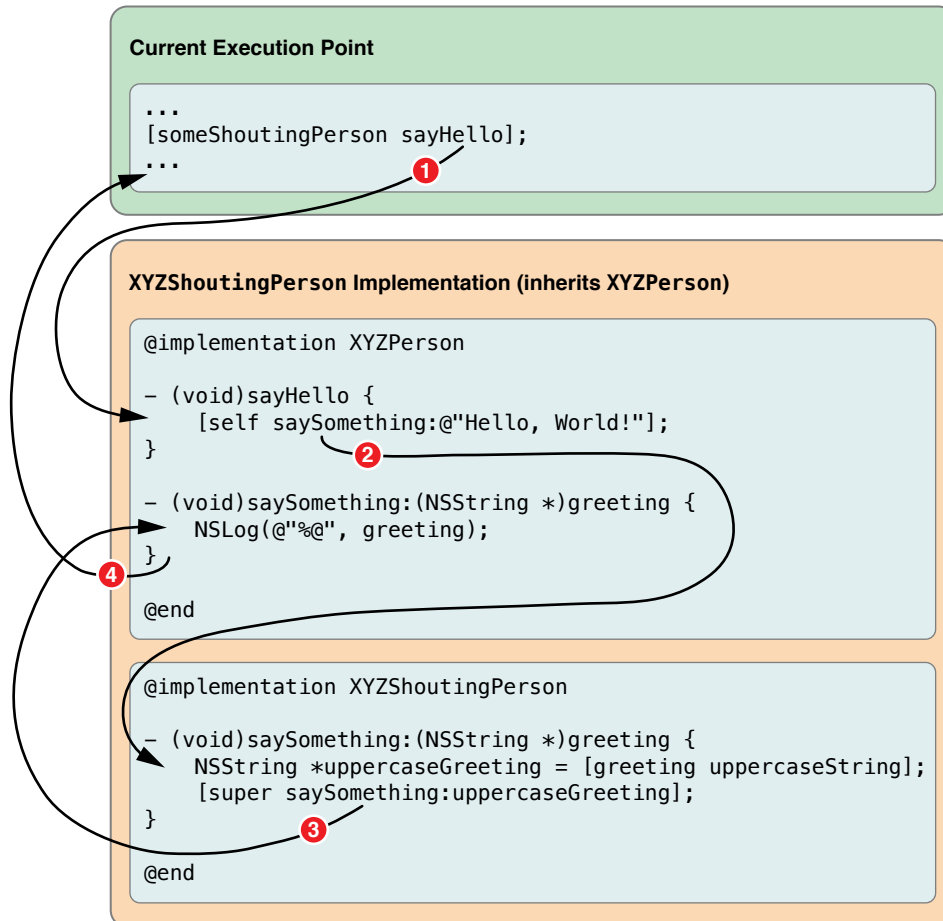 Current Execution Point
...
[someShoutingPerson sayHello];
...
1
XYZShoutingPerson Implementation (inherits XYZPerson)
@implementation XYZPerson
- (void)sayHello {
[self saySomething:@"Hello, World!"];
}
2
- (void)saySomething:(NSString *)greeting {
NSLog(@"%@", greeting);
}
4
@end
@implementation XYZShoutingPerson
- (void)saySomething:(NSString *)greeting {
NSString *uppercaseGreeting = [greeting uppercaseString];
[super saySomething:uppercaseGreeting];
}
3
@end